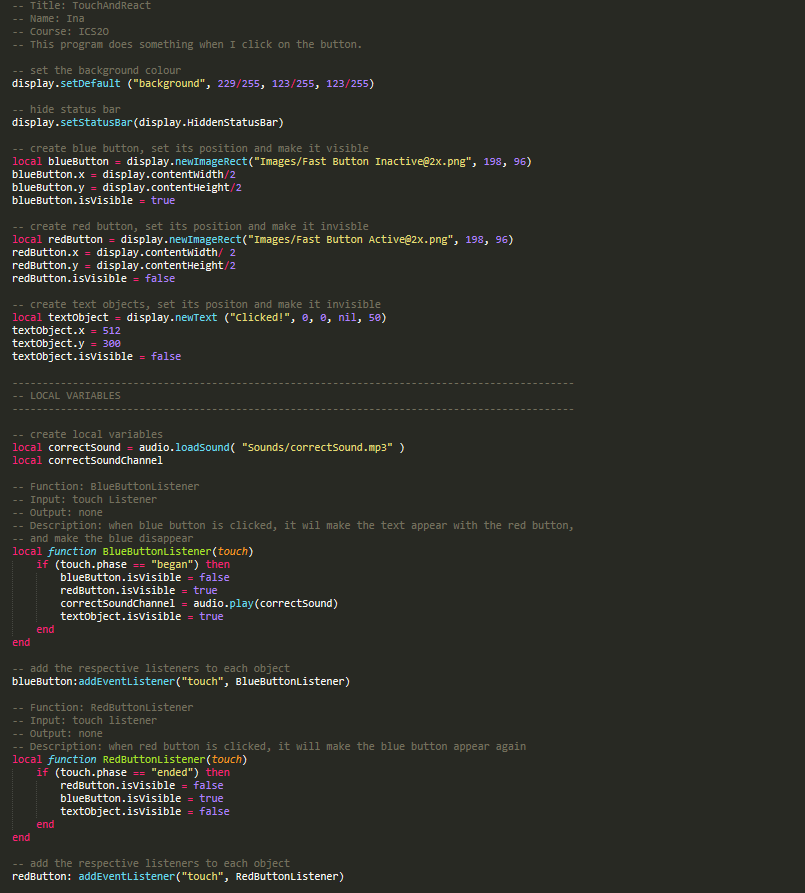 -- Title: TouchAndReact
-- Name: Ina
-- Course: ICS2O
-- This program does something when I click on the button.

-- set the background colour
display.setDefault ("background", 229/255, 123/255, 123/255)

-- hide status bar
display.setStatusBar(display.HiddenStatusBar)

-- create blue button, set its position and make it visible
local blueButton = display.newImageRect("Images/Fast Button Inactive@2x.png", 198, 96)
blueButton.x = display.contentWidth/2
blueButton.y = display.contentHeight/2
blueButton.isVisible = true

-- create red button, set its position and make it invisble
local redButton = display.newImageRect("Images/Fast Button Active@2x.png", 198, 96)
redButton.x = display.contentWidth/ 2
redButton.y = display.contentHeight/2
redButton.isVisible = false

-- create text objects, set its positon and make it invisible
local textObject = display.newText ("Clicked!", 0, 0, nil, 50)
textObject.x = 512
textObject.y = 300
textObject.isVisible = false

---------------------------------------------------------------------------------------------
-- LOCAL VARIABLES
---------------------------------------------------------------------------------------------

-- create local variables
local correctSound = audio.loadSound( "Sounds/correctSound.mp3" )
local correctSoundChannel

-- Function: BlueButtonListener
-- Input: touch Listener
-- Output: none
-- Description: when blue button is clicked, it wil make the text appear with the red button,
-- and make the blue disappear
local function BlueButtonListener(touch)
    if (touch.phase == "began") then
        blueButton.isVisible = false
        redButton.isVisible = true
        correctSoundChannel = audio.play(correctSound)
        textObject.isVisible = true
    end
end

-- add the respective listeners to each object
blueButton:addEventListener("touch", BlueButtonListener)

-- Function: RedButtonListener
-- Input: touch listener
-- Output: none
-- Description: when red button is clicked, it will make the blue button appear again
local function RedButtonListener(touch)
    if (touch.phase == "ended") then
        redButton.isVisible = false
        blueButton.isVisible = true
        textObject.isVisible = false
    end
end

-- add the respective listeners to each object
redButton: addEventListener("touch", RedButtonListener)